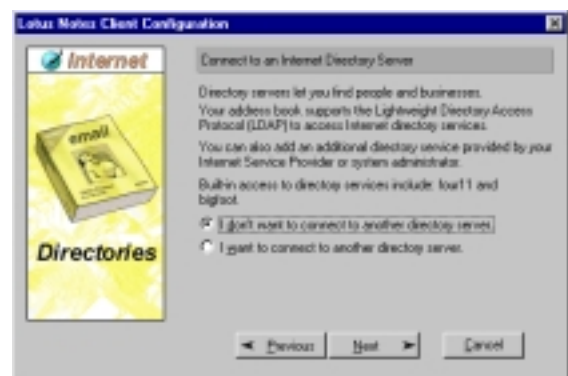 Lotus Notes Client Configuration
Internet
email
Directories
Connect to an Internet Directory Server
Directory servers let you find people and businesses.
Your address book supports the Lightweight Directory Access
Protocol (LDAP) to access Internet directory services.
You can also add an additional directory service provided by your
Internet Service Provider or system administrator.
Built-in access to directory services include: four11 and
bigfoot.
I don't want to connect to another directory server.
I want to connect to another directory server.
Previous
Next
Cancel